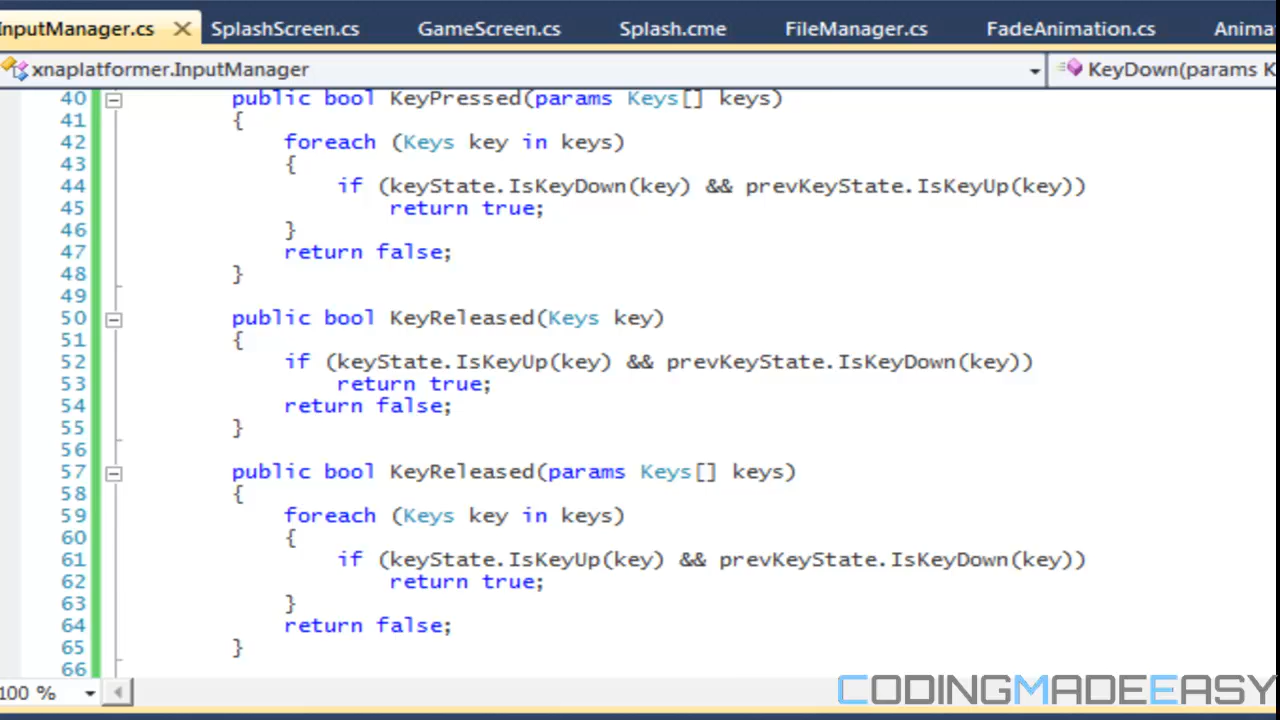 InputManager.cs SplashScreen.cs GameScreen.cs Splash.cme FileManager.cs FadeAnimation.cs Anima
xnaplatformer.InputManager KeyDown(params K
40 public bool KeyPressed(params Keys[] keys)
41 {
42 foreach (Keys key in keys)
43 {
44 if (keyState.IsKeyDown(key) && prevKeyState.IsKeyUp(key))
45 return true;
46 }
47 return false;
48 }
49
50 public bool KeyReleased(Keys key)
51 {
52 if (keyState.IsKeyUp(key) && prevKeyState.IsKeyDown(key))
53 return true;
54 return false;
55 }
56
57 public bool KeyReleased(params Keys[] keys)
58 {
59 foreach (Keys key in keys)
60 {
61 if (keyState.IsKeyUp(key) && prevKeyState.IsKeyDown(key))
62 return true;
63 }
64 return false;
65 }
66
100 %
CODINGMADEEASY